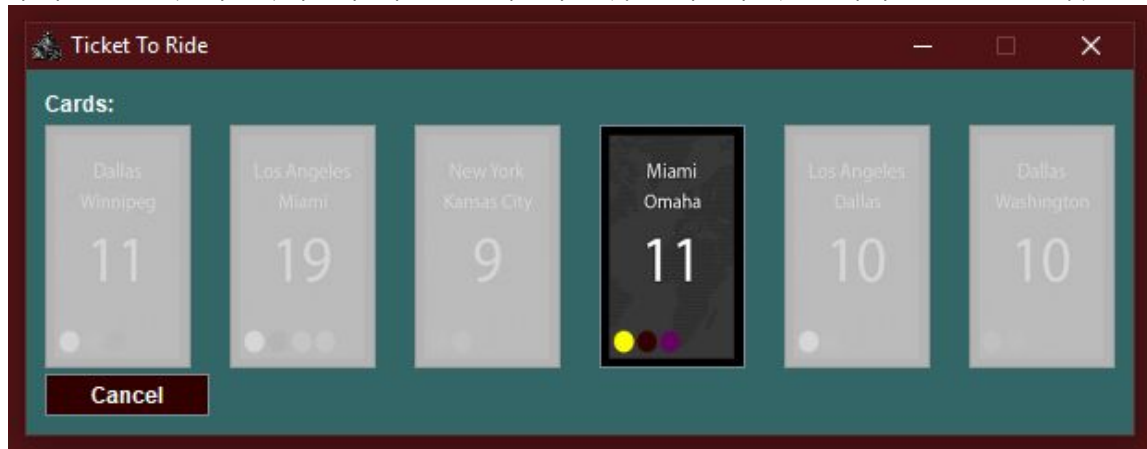 Ticket To Ride
Cards:
Dallas
Winnipeg
11
Los Angeles
Miami
19
New York
Kansas City
9
Miami
Omaha
11
Los Angeles
Dallas
10
Dallas
Washington
10
Cancel